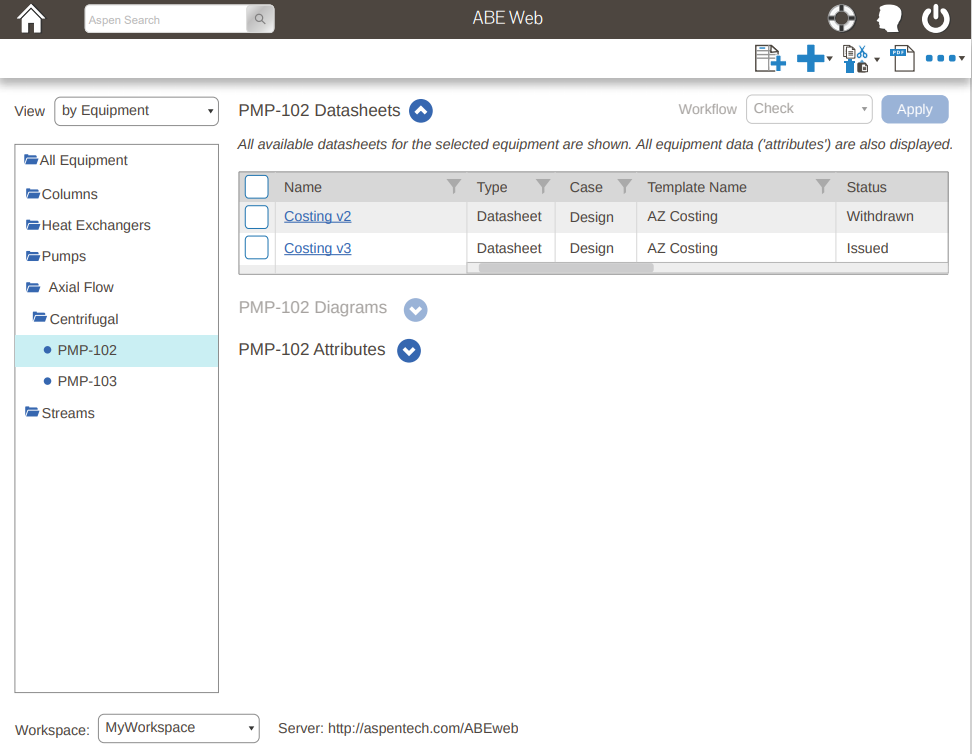 Aspen Search
ABE Web
PDF
View
by Equipment
PMP-102 Datasheets
Workflow
Check
Apply
All available datasheets for the selected equipment are shown. All equipment data ('attributes') are also displayed.
All Equipment
Columns
Heat Exchangers
Pumps
Axial Flow
Centrifugal
PMP-102
PMP-103
Streams
Name Type Case Template Name Status
Costing v2 Datasheet Design AZ Costing Withdrawn
Costing v3 Datasheet Design AZ Costing Issued
PMP-102 Diagrams
PMP-102 Attributes
Workspace: MyWorkspace Server: http://aspentech.com/ABEweb